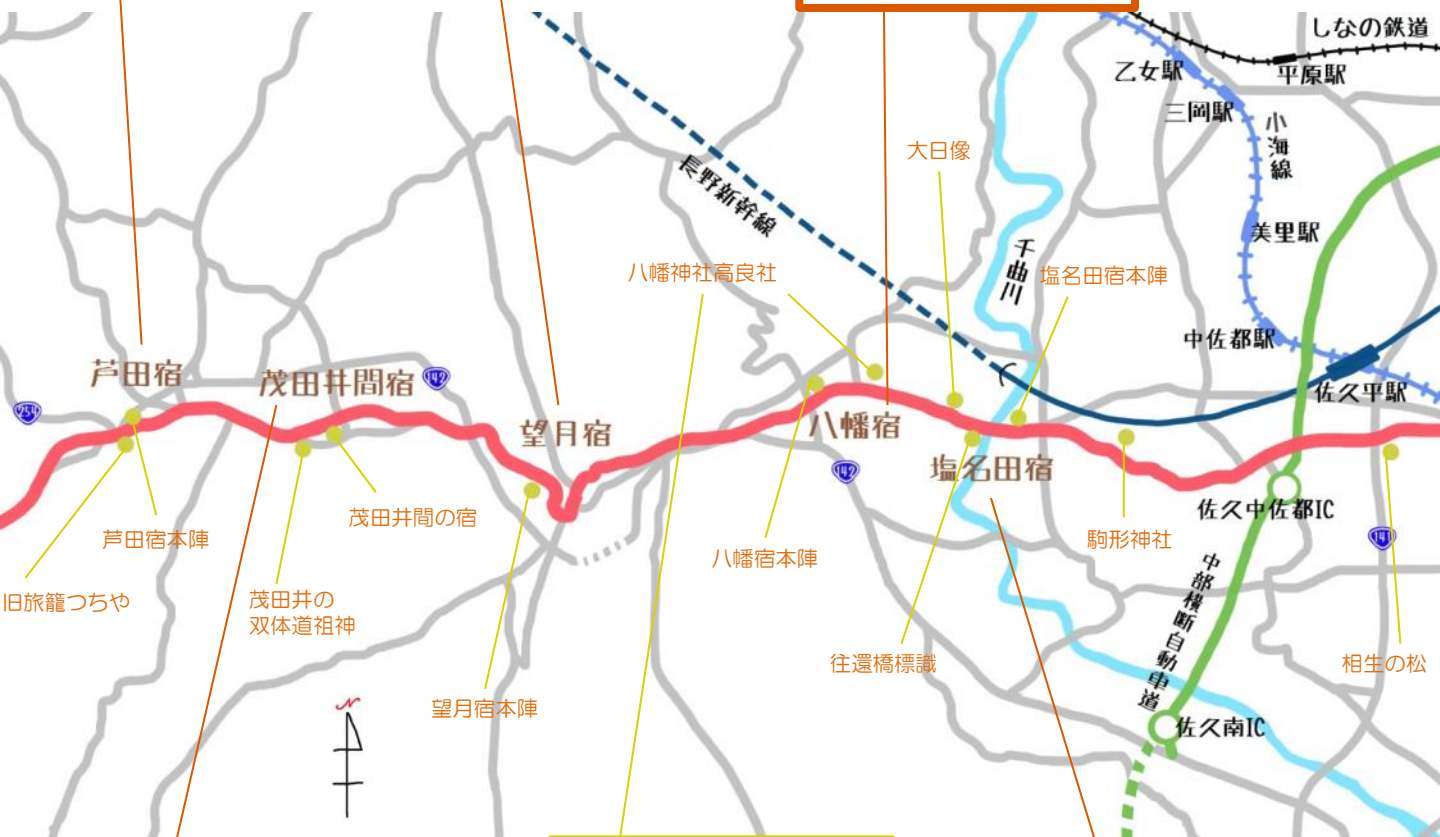 しなの鉄道
乙女駅
平原駅
三岡駅
小海線
大日像
長野新幹線
美里駅
千曲川
八幡神社高良社
塩名田宿本陣
中佐都駅
芦田宿
茂田井間宿
142
佐久平駅
254
望月宿
八幡宿
塩名田宿
142
佐久中佐都IC
茂田井間の宿
芦田宿本陣
駒形神社
141
八幡宿本陣
中部横断自動車道
旧旅籠つちや
茂田井の
双体道祖神
往還橋標識
相生の松
望月宿本陣
N
佐久南IC